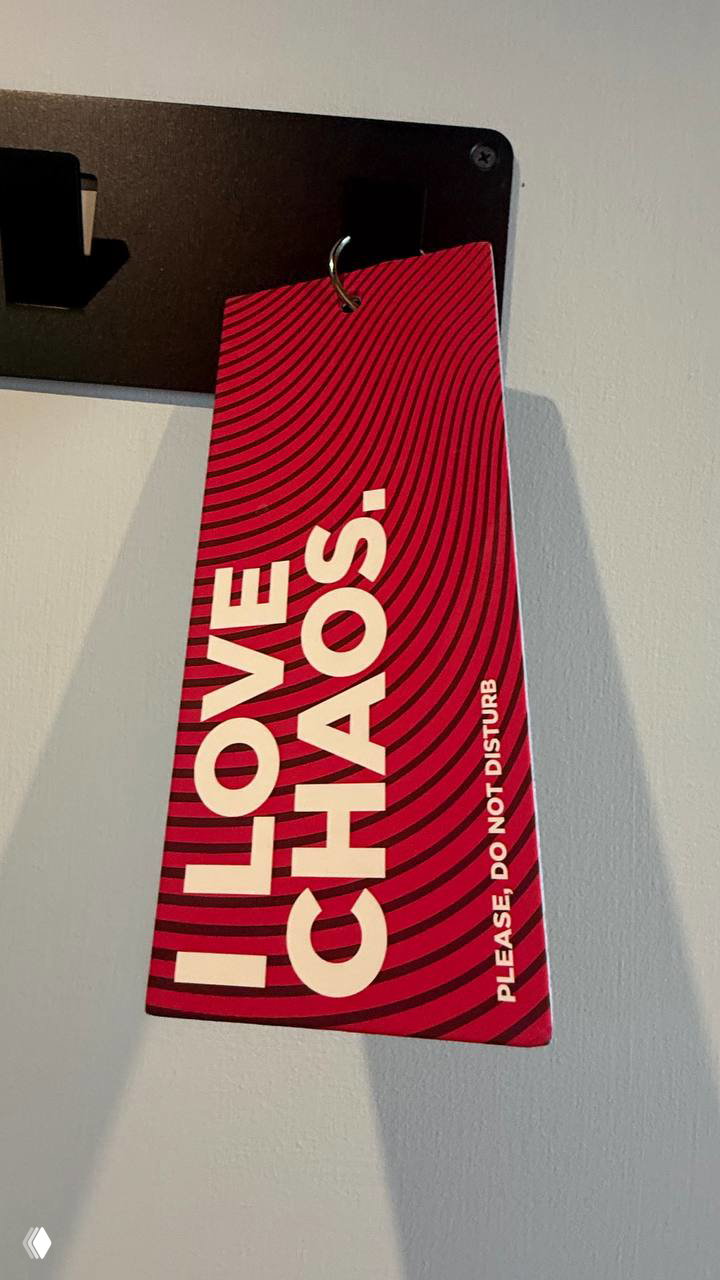 I LOVE
CHAOS.
PLEASE, DO NOT DISTURB